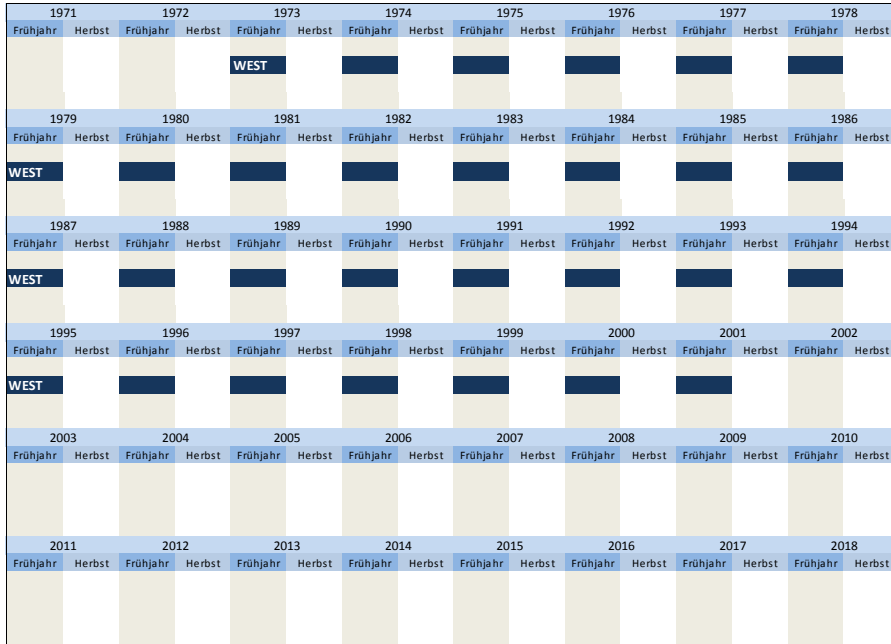 1971 1972 1973 1974 1975 1976 1977 1978
Frühjahr Herbst Frühjahr Herbst Frühjahr Herbst Frühjahr Herbst Frühjahr Herbst Frühjahr Herbst Frühjahr Herbst Frühjahr Herbst
WEST
1979 1980 1981 1982 1983 1984 1985 1986
Frühjahr Herbst Frühjahr Herbst Frühjahr Herbst Frühjahr Herbst Frühjahr Herbst Frühjahr Herbst Frühjahr Herbst Frühjahr Herbst
WEST
1987 1988 1989 1990 1991 1992 1993 1994
Frühjahr Herbst Frühjahr Herbst Frühjahr Herbst Frühjahr Herbst Frühjahr Herbst Frühjahr Herbst Frühjahr Herbst Frühjahr Herbst
WEST
1995 1996 1997 1998 1999 2000 2001 2002
Frühjahr Herbst Frühjahr Herbst Frühjahr Herbst Frühjahr Herbst Frühjahr Herbst Frühjahr Herbst Frühjahr Herbst Frühjahr Herbst
WEST
2003 2004 2005 2006 2007 2008 2009 2010
Frühjahr Herbst Frühjahr Herbst Frühjahr Herbst Frühjahr Herbst Frühjahr Herbst Frühjahr Herbst Frühjahr Herbst Frühjahr Herbst
2011 2012 2013 2014 2015 2016 2017 2018
Frühjahr Herbst Frühjahr Herbst Frühjahr Herbst Frühjahr Herbst Frühjahr Herbst Frühjahr Herbst Frühjahr Herbst Frühjahr Herbst